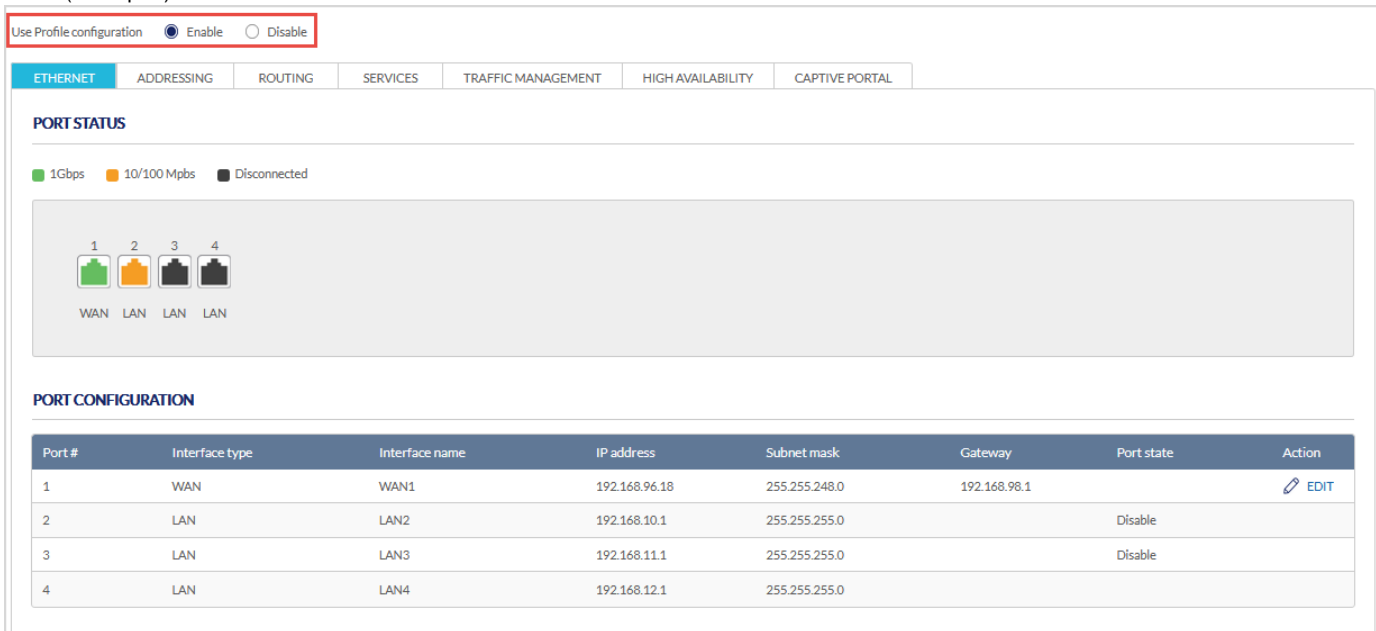 Use Profile configuration Enable Disable
ETHERNET ADDRESSING ROUTING SERVICES TRAFFIC MANAGEMENT HIGH AVAILABILITY CAPTIVE PORTAL
PORT STATUS
1Gbps 10/100 Mpbs Disconnected
1 2 3 4
WAN LAN LAN LAN
PORT CONFIGURATION
Port # Interface type Interface name IP address Subnet mask Gateway Port state Action
1 WAN WAN1 192.168.96.18 255.255.248.0 192.168.98.1 EDIT
2 LAN LAN2 192.168.10.1 255.255.255.0 Disable
3 LAN LAN3 192.168.11.1 255.255.255.0 Disable
4 LAN LAN4 192.168.12.1 255.255.255.0